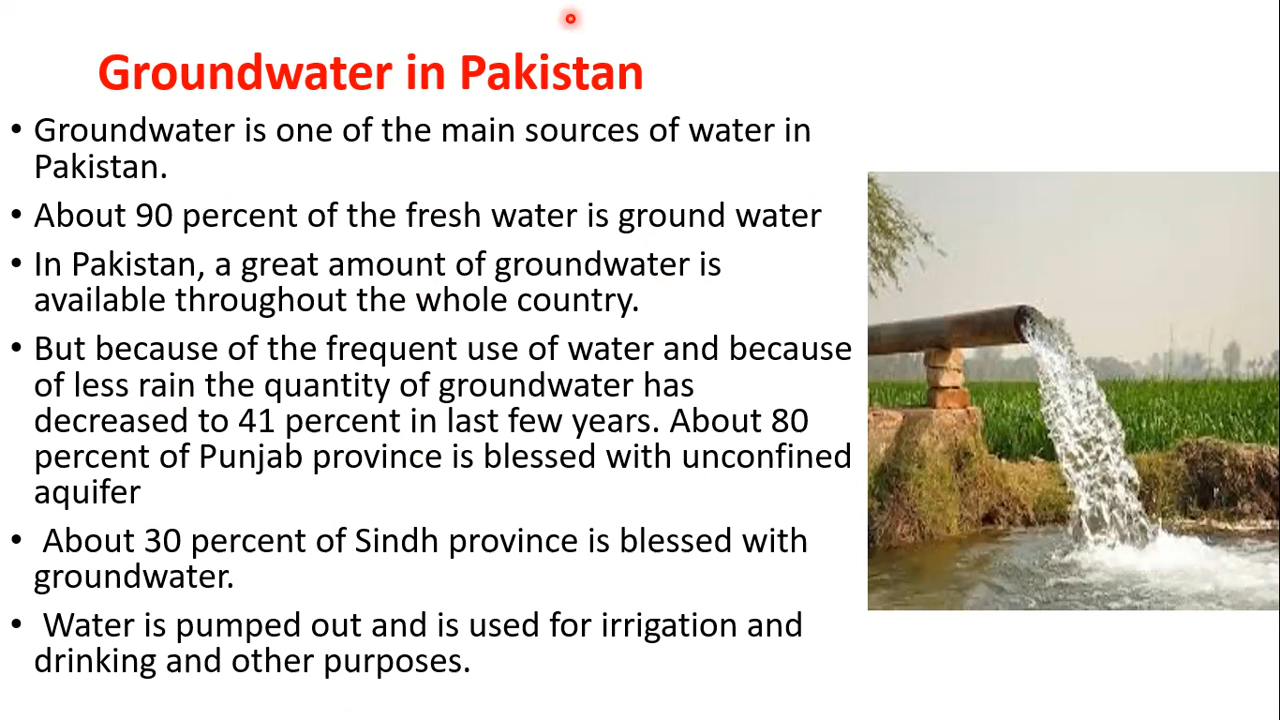 Groundwater in Pakistan
• Groundwater is one of the main sources of water in
Pakistan.
• About 90 percent of the fresh water is ground water
• In Pakistan, a great amount of groundwater is
available throughout the whole country.
• But because of the frequent use of water and because
of less rain the quantity of groundwater has
decreased to 41 percent in last few years. About 80
percent of Punjab province is blessed with unconfined
aquifer
• About 30 percent of Sindh province is blessed with
groundwater.
• Water is pumped out and is used for irrigation and
drinking and other purposes.